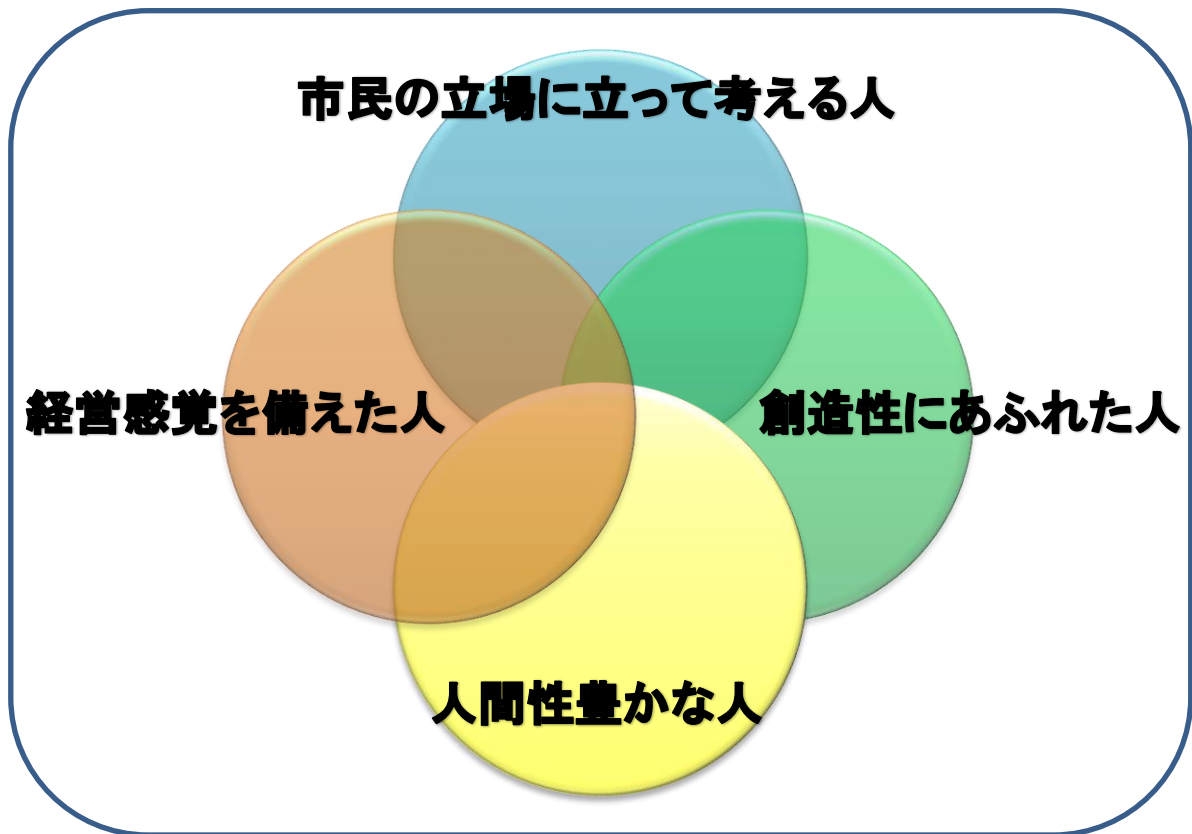 市民の立場に立って考える人
経営感覚を備えた人
創造性にあふれた人
人間性豊かな人